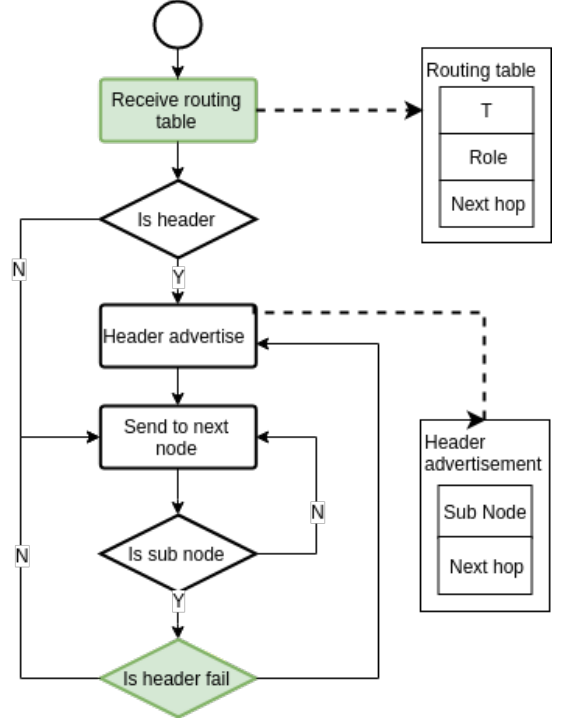 Receive routing
table
Routing table
T
Role
Next hop
Is header
N
Y
Header advertise
Send to next
node
Header
advertisement
Sub Node
Next hop
N
Is sub node
N
Y
Is header fail